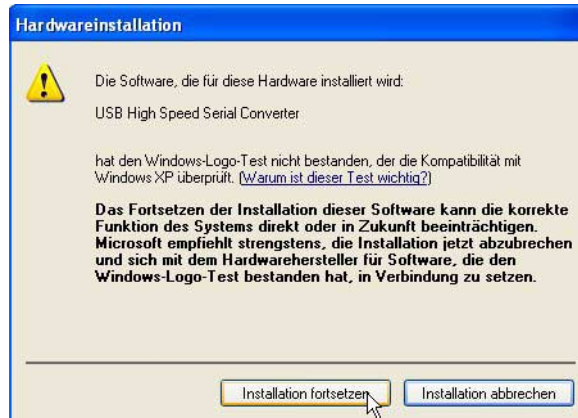 Hardwareinstallation
Die Software, die für diese Hardware installiert wird:
USB High Speed Serial Converter
hat den Windows-Logo-Test nicht bestanden, der die Kompatibilität mit
Windows XP überprüft. (Warum ist dieser Test wichtig?)
Das Fortsetzen der Installation dieser Software kann die korrekte
Funktion des Systems direkt oder in Zukunft beeinträchtigen.
Microsoft empfiehlt strengstens, die Installation jetzt abzubrechen
und sich mit dem Hardwarehersteller für Software, die den
Windows-Logo-Test bestanden hat, in Verbindung zu setzen.
Installation fortsetzen Installation abbrechen